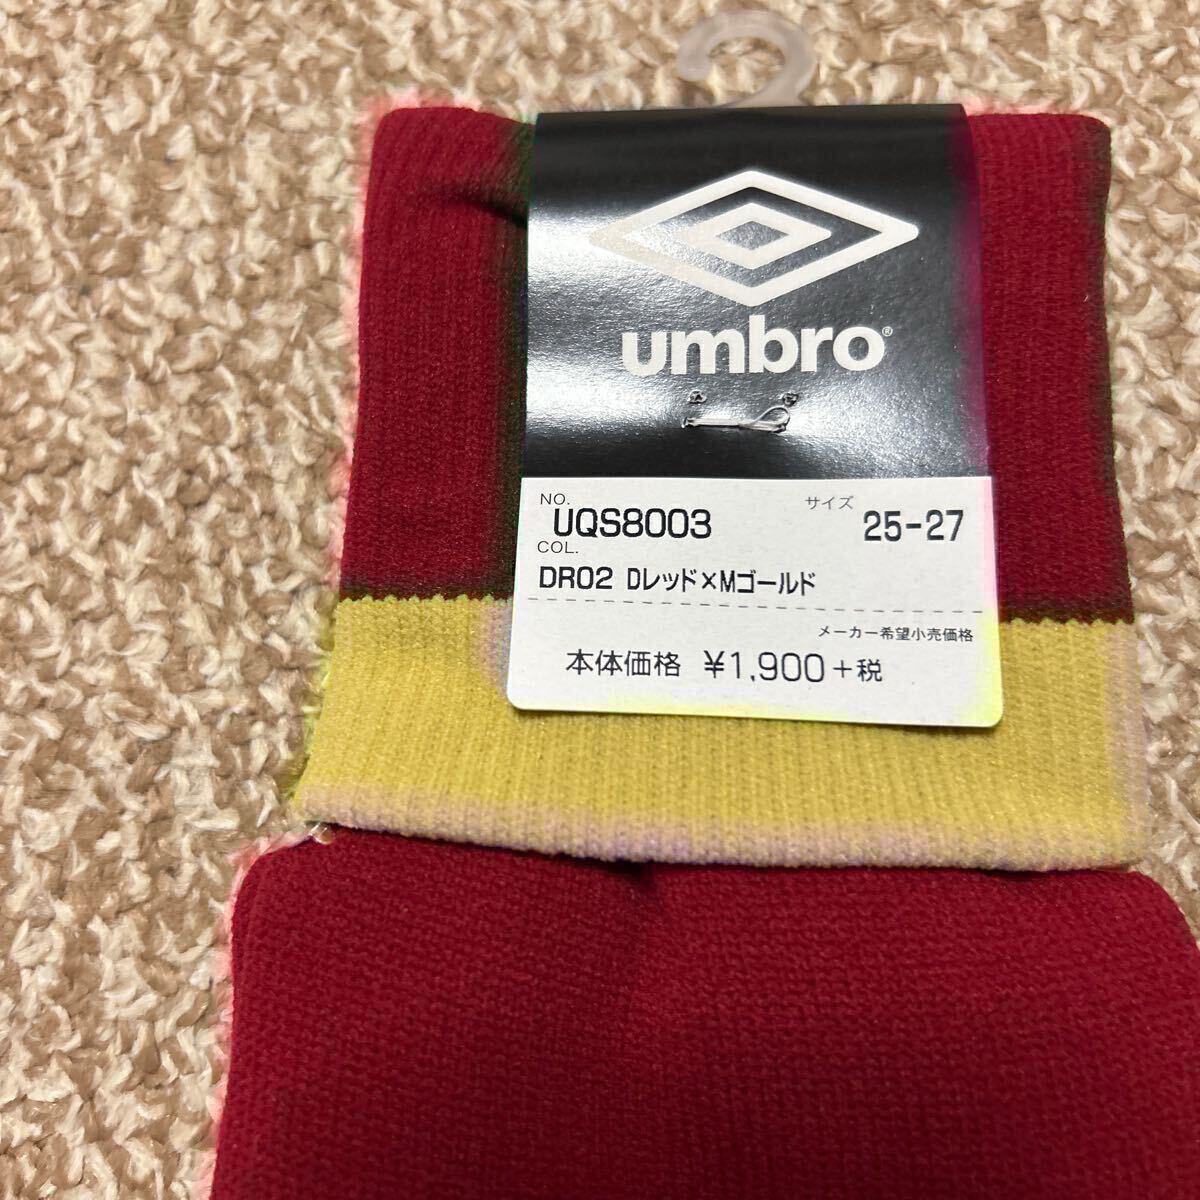 umbro®
NO. サイズ
UQS8003 25-27
COL.
DR02 Dレッド×Mゴールド
メーカー希望小売価格
本体価格 ¥1,900+税